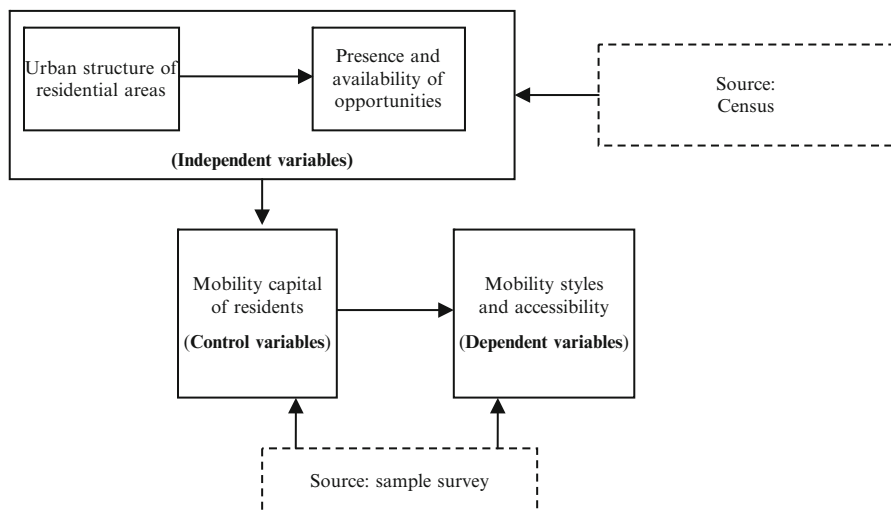 Urban structure of
residential areas
Presence and
availability of
opportunities
(Independent variables)
Source:
Census
Mobility capital
of residents
(Control variables)
Mobility styles
and accessibility
(Dependent variables)
Source: sample survey